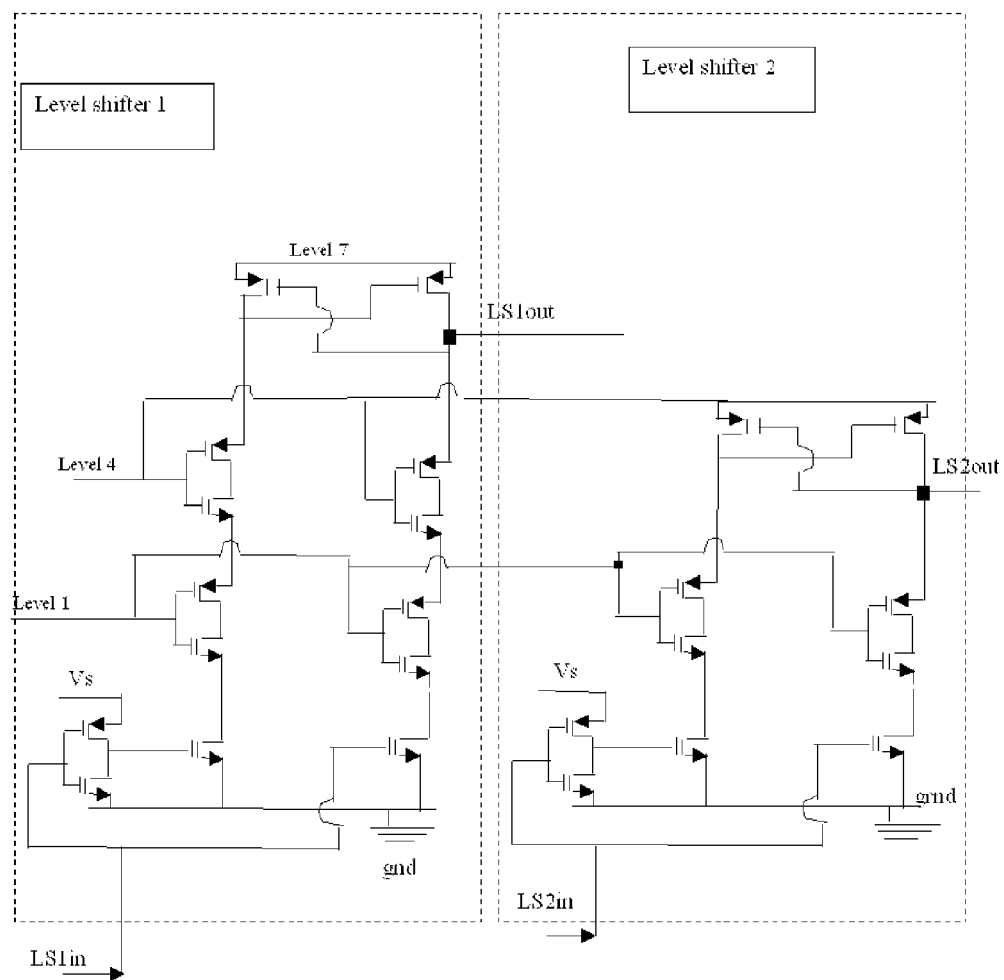 Level shifter 1
Level shifter 2
Level 7
LS1out
Level 4
LS2out
Level 1
Vs
Vs
grnd
gnd
LS2in
LS1in